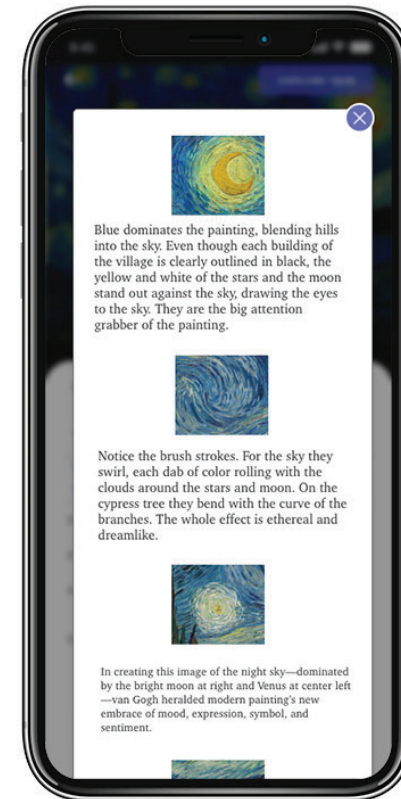 Blue dominates the painting, blending hills
into the sky. Even though each building of
the village is clearly outlined in black, the
yellow and white of the stars and the moon
stand out against the sky, drawing the eyes
to the sky. They are the big attention
grabber of the painting.
Notice the brush strokes. For the sky they
swirl, each dab of color rolling with the
clouds around the stars and moon. On the
cypress tree they bend with the curve of the
branches. The whole effect is ethereal and
dreamlike.
In creating this image of the night sky—dominated
by the bright moon at right and Venus at center left
—van Gogh heralded modern painting's new
embrace of mood, expression, symbol, and
sentiment.